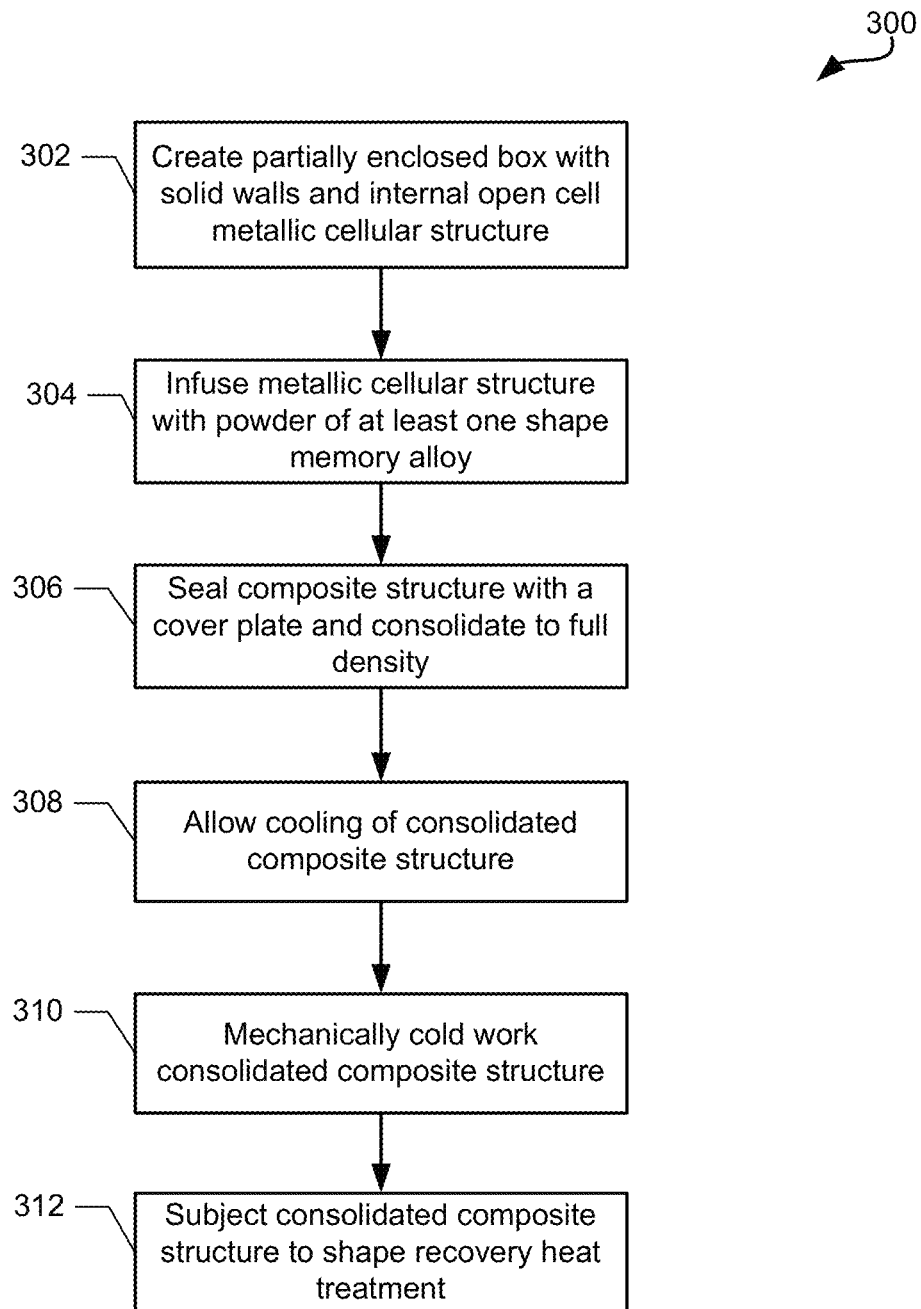 300
302
Create partially enclosed box with
solid walls and internal open cell
metallic cellular structure
304
Infuse metallic cellular structure
with powder of at least one shape
memory alloy
306
Seal composite structure with a
cover plate and consolidate to full
density
308
Allow cooling of consolidated
composite structure
310
Mechanically cold work
consolidated composite structure
312
Subject consolidated composite
structure to shape recovery heat
treatment